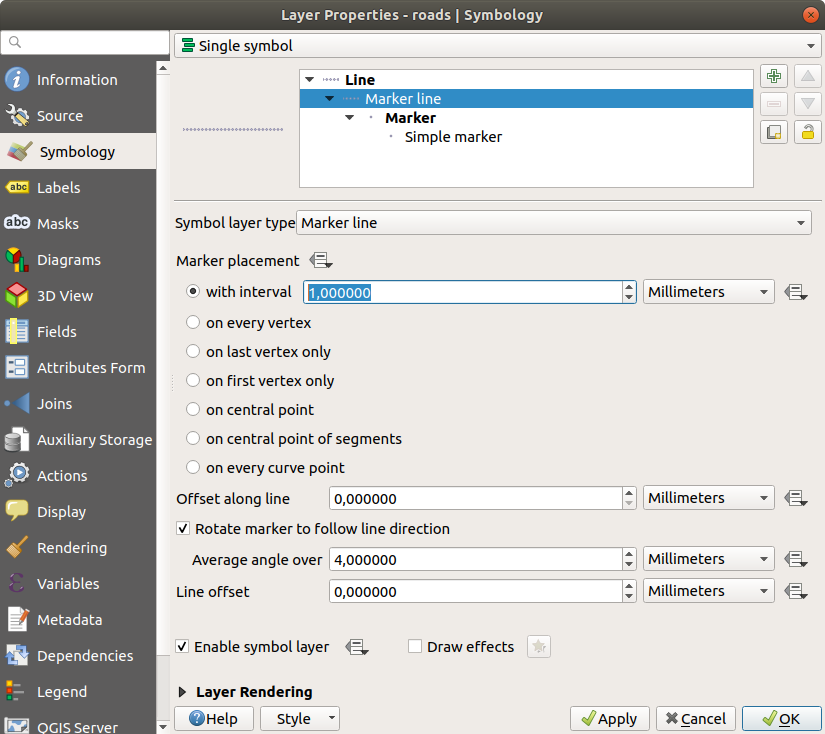 Layer Properties - roads | Symbology
Information
Source
Symbology
abc Labels
abc Masks
Diagrams
3D View
Fields
Attributes Form
Joins
Auxiliary Storage
Actions
Display
Rendering
Variables
Metadata
Dependencies
Legend
QGIS Server
Single symbol
Line
Marker line
Marker
Simple marker
Symbol layer type Marker line
Marker placement
with interval 1,000000 Millimeters
on every vertex
on last vertex only
on first vertex only
on central point
on central point of segments
on every curve point
Offset along line 0,000000 Millimeters
Rotate marker to follow line direction
Average angle over 4,000000 Millimeters
Line offset 0,000000 Millimeters
Enable symbol layer Draw effects
Layer Rendering
Help Style Apply Cancel OK